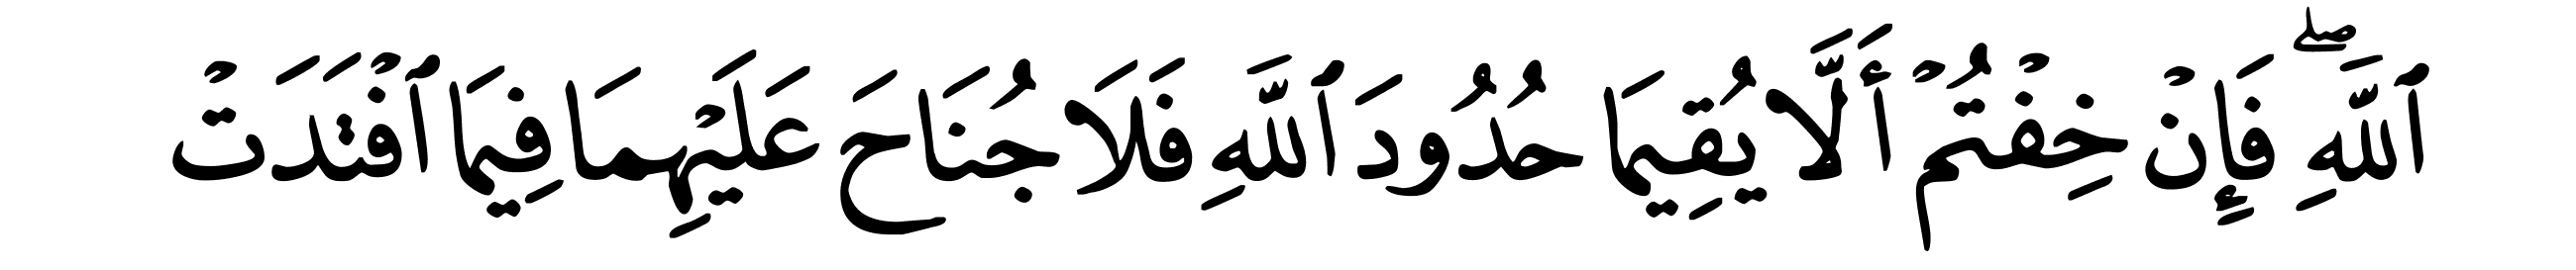 ٱللَّهِۖ فَإِنْ خِفْتُمْ أَلَّا يُقِيمَا حُدُودَ ٱللَّهِ فَلَا جُنَاحَ عَلَيْهِمَا فِيمَا ٱفْتَدَتْ